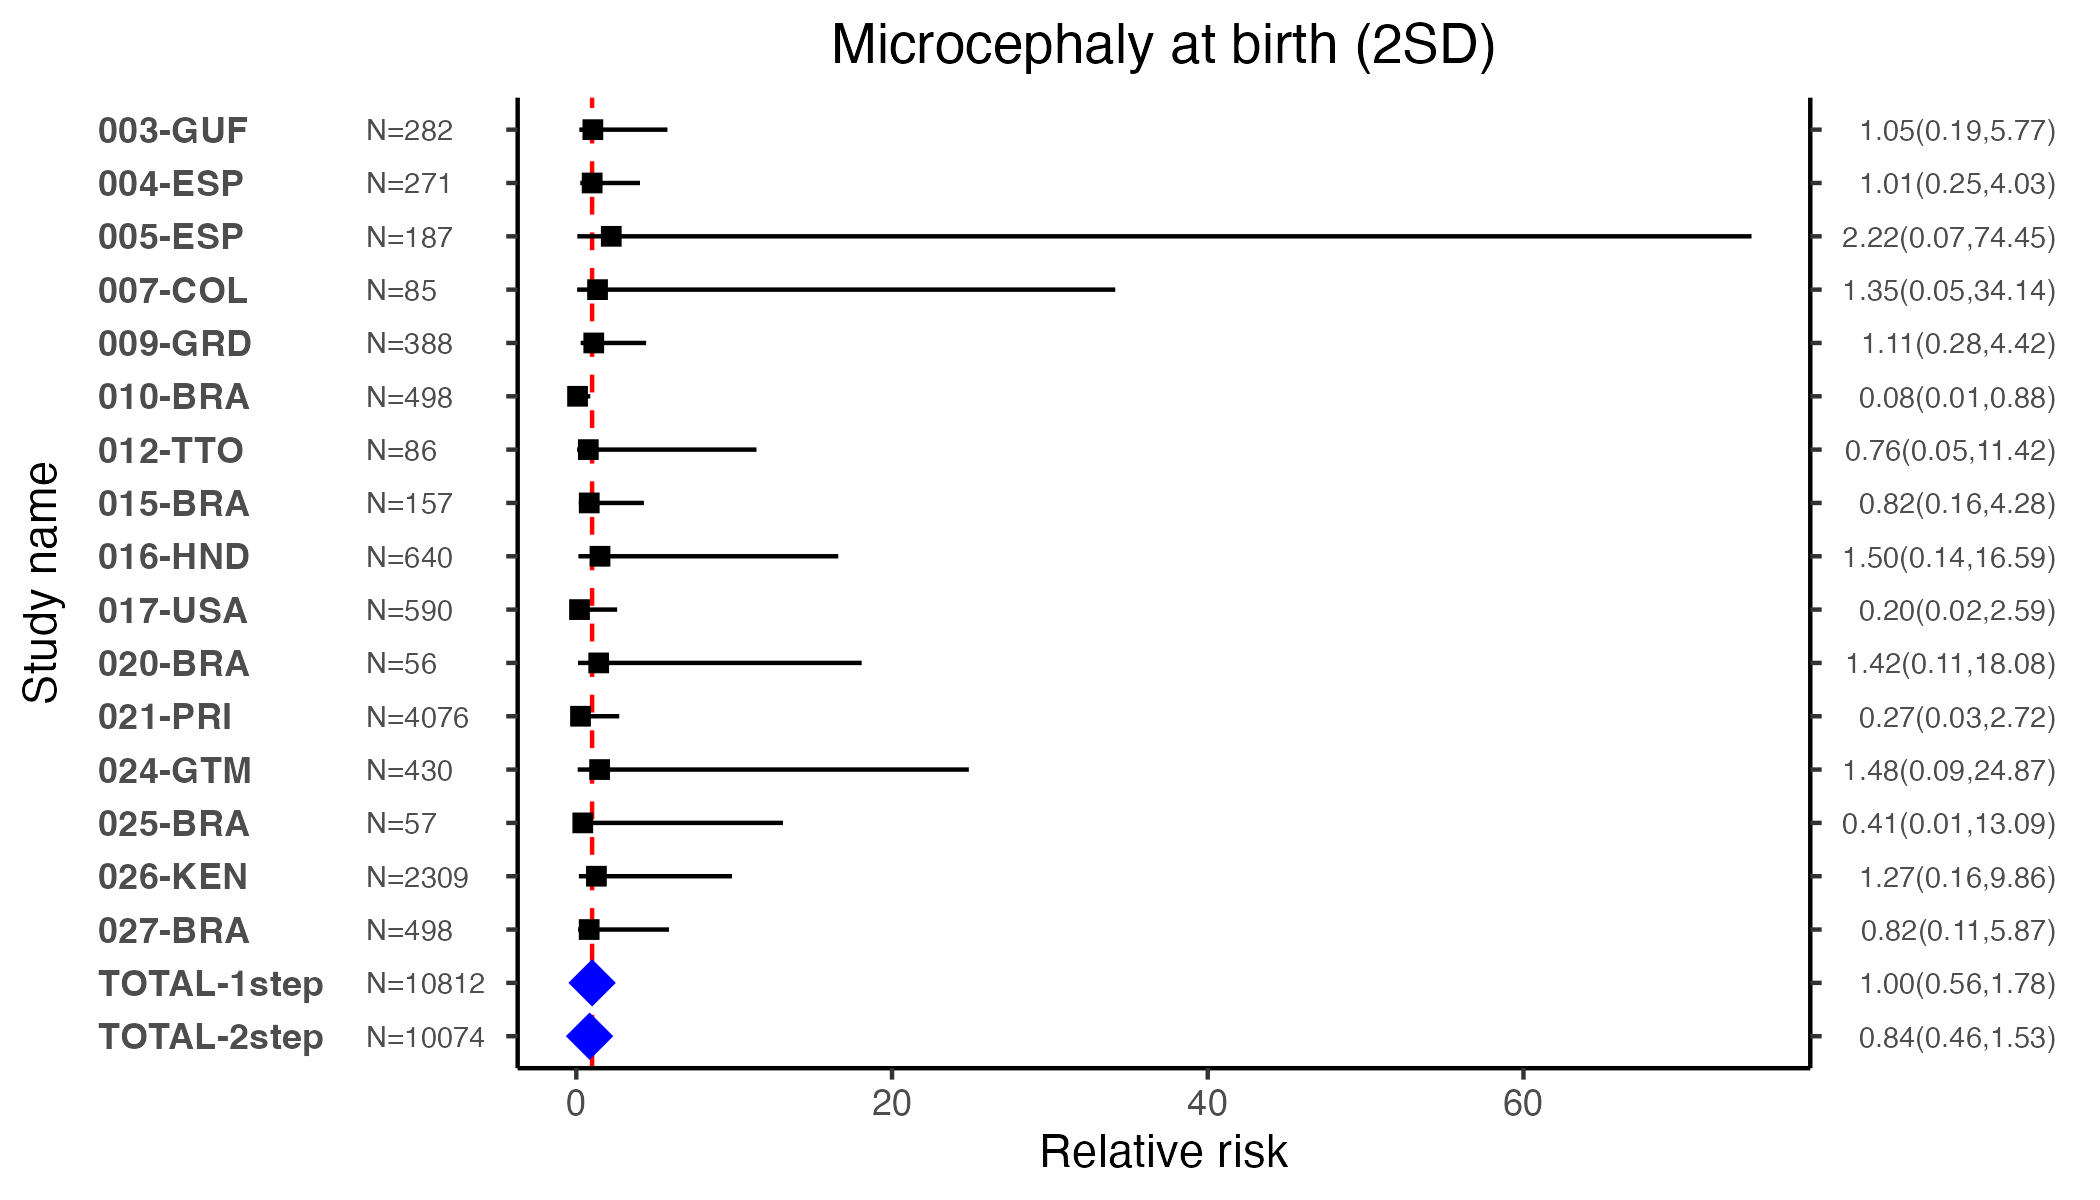 Microcephaly at birth (2SD)
Study name
003-GUF N=282 1.05(0.19,5.77)
004-ESP N=271 1.01(0.25,4.03)
005-ESP N=187 2.22(0.07,74.45)
007-COL N=85 1.35(0.05,34.14)
009-GRD N=388 1.11(0.28,4.42)
010-BRA N=498 0.08(0.01,0.88)
012-TTO N=86 0.76(0.05,11.42)
015-BRA N=157 0.82(0.16,4.28)
016-HND N=640 1.50(0.14,16.59)
017-USA N=590 0.20(0.02,2.59)
020-BRA N=56 1.42(0.11,18.08)
021-PRI N=4076 0.27(0.03,2.72)
024-GTM N=430 1.48(0.09,24.87)
025-BRA N=57 0.41(0.01,13.09)
026-KEN N=2309 1.27(0.16,9.86)
027-BRA N=498 0.82(0.11,5.87)
TOTAL-1step N=10812 1.00(0.56,1.78)
TOTAL-2step N=10074 0.84(0.46,1.53)
0 20 40 60
Relative risk